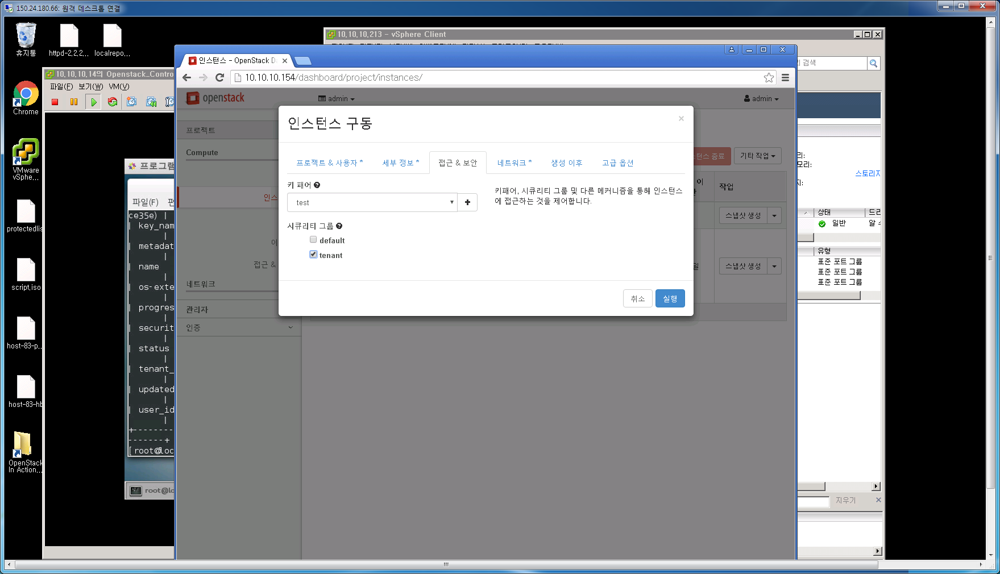 150.24.180.66: 원격 데스크톱 연결
휴지통
httpd-2.2.2...
localrepo...
Chrome
VMware
vSphe...
protectedlis
script.iso
host-83-p...
host-83-hb
OpenStack
In Action...
10.10.10.213 - vSphere Client
10.10.10.14의 Openstack_Contro
파일(F) 보기(W) VM(V)
프로그램
파일(F) 편
ce35e) |
| key_nam
|
| metadat
|
| name
|
| os-exte
|
| progres
|
| securit
|
| status
|
| tenant_
|
| updated
|
| user_id
|
+--------
-------+
[root@loc
root@lo
인스턴스 - OpenStack Da
10.10.10.154/dashboard/project/instances/
openstack
admin
admin
프로젝트
Compute
인스
이
접근 &
네트워크
관리자
인증
인스턴스 구동
×
프로젝트 & 사용자 *
세부 정보 *
접근 & 보안
네트워크 *
생성 이후
고급 옵션
키 패어
test
+
시큐리티 그룹
default
tenant
키페어, 시큐리티 그룹 및 다른 메커니즘을 통해 인스턴스
에 접근하는 것을 제어합니다.
취소
실행
스턴스 종료
기타 작업
이
작업
스냅샷 생성
일
스냅샷 생성
검색
리:
모리:
스토리지
지:
상태
드라
일반
알 수
유형
표준 포트 그룹
표준 포트 그룹
표준 포트 그룹
지우기